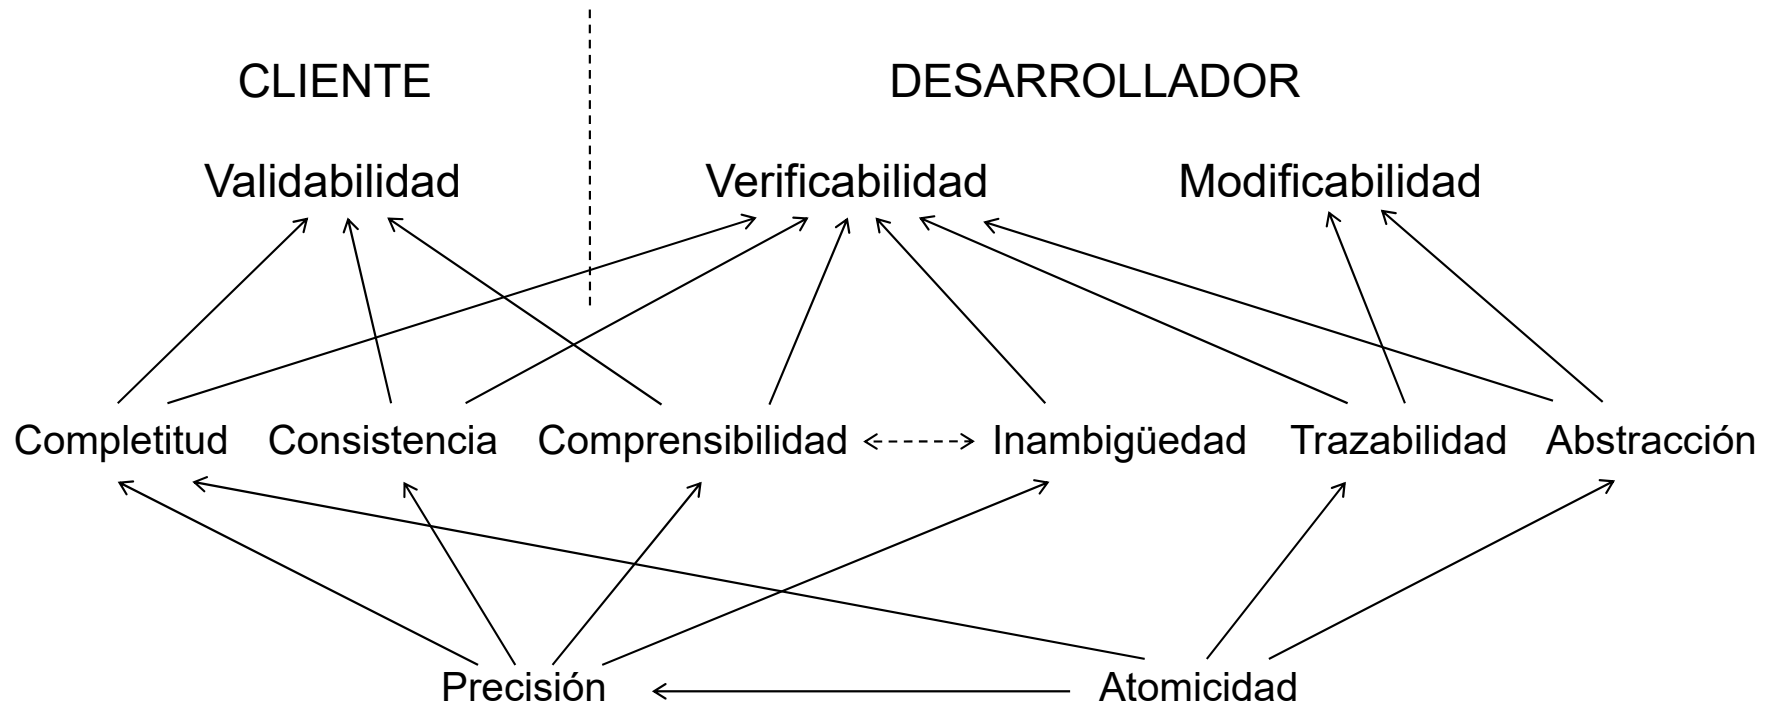 CLIENTE DESARROLLADOR
Validabilidad Verificabilidad Modificabilidad
Completitud Consistencia Comprensibilidad Inambigüedad Trazabilidad Abstracción
Precisión Atomicidad